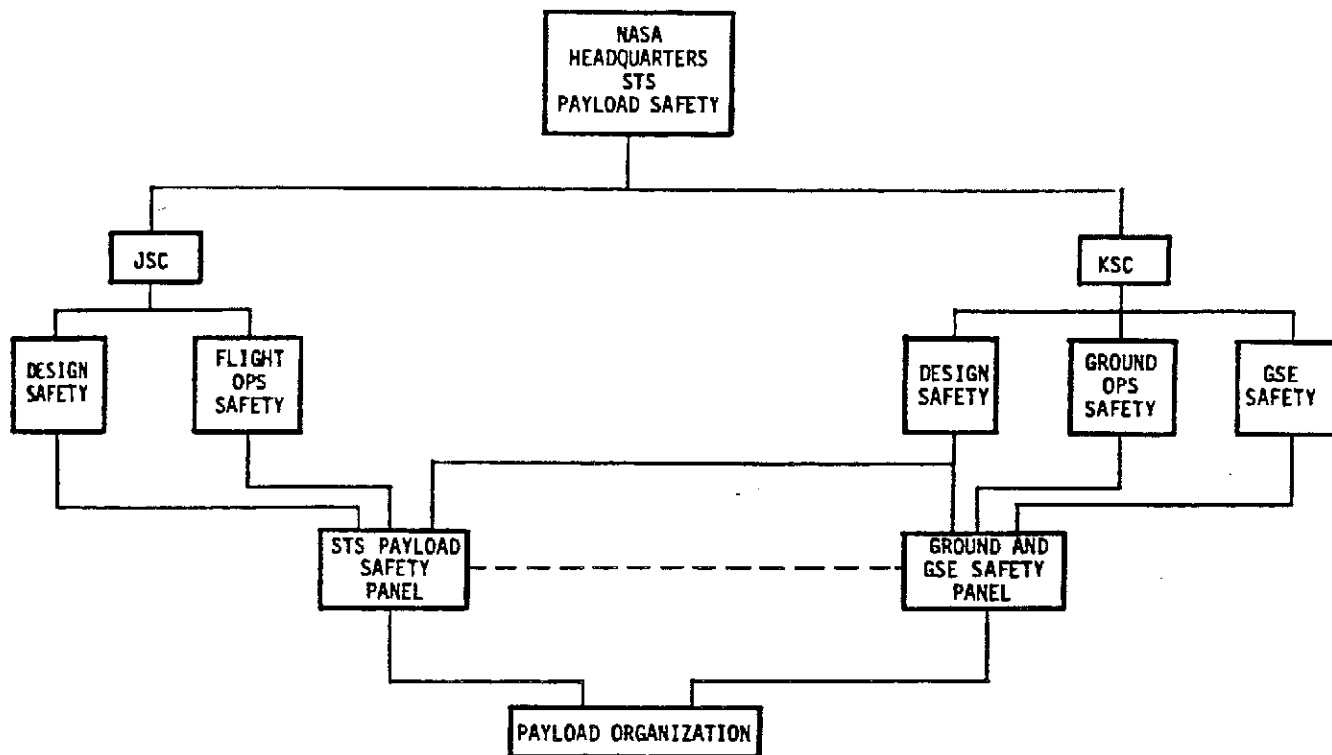 NASA
HEADQUARTERS
STS
PAYLOAD SAFETY
JSC
KSC
DESIGN
SAFETY
FLIGHT
OPS
SAFETY
DESIGN
SAFETY
GROUND
OPS
SAFETY
GSE
SAFETY
STS PAYLOAD
SAFETY
PANEL
GROUND AND
GSE SAFETY
PANEL
PAYLOAD ORGANIZATION